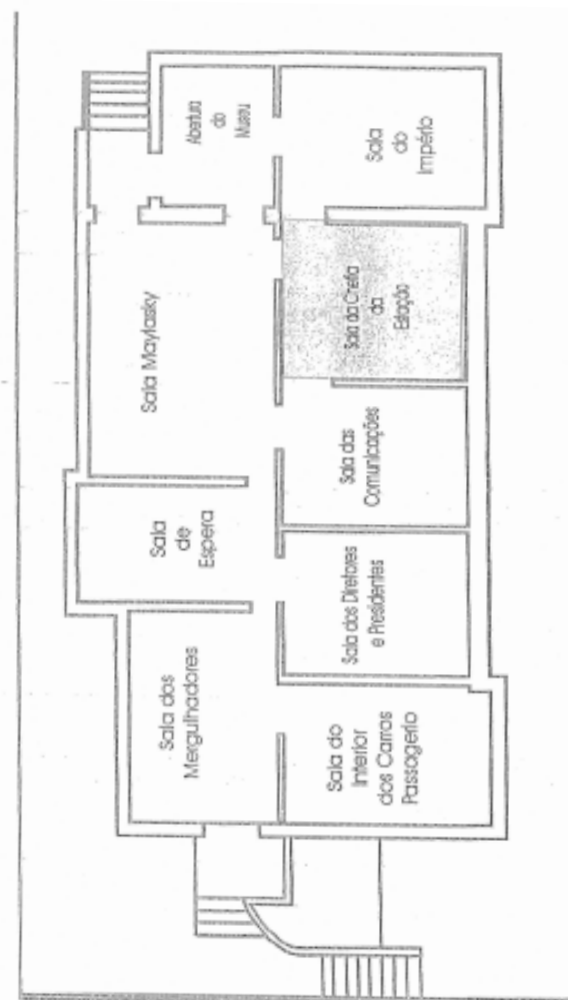 Abertura
do
Museu
Sala
do
Império
Sala Maylasky
Sala da Chefia
da
Estação
Sala das
Comunicações
Sala
de
Espera
Sala dos Diretores
e Presidentes
Sala dos
Mergulhadores
Sala do
Interior
dos Carros
Passageiro